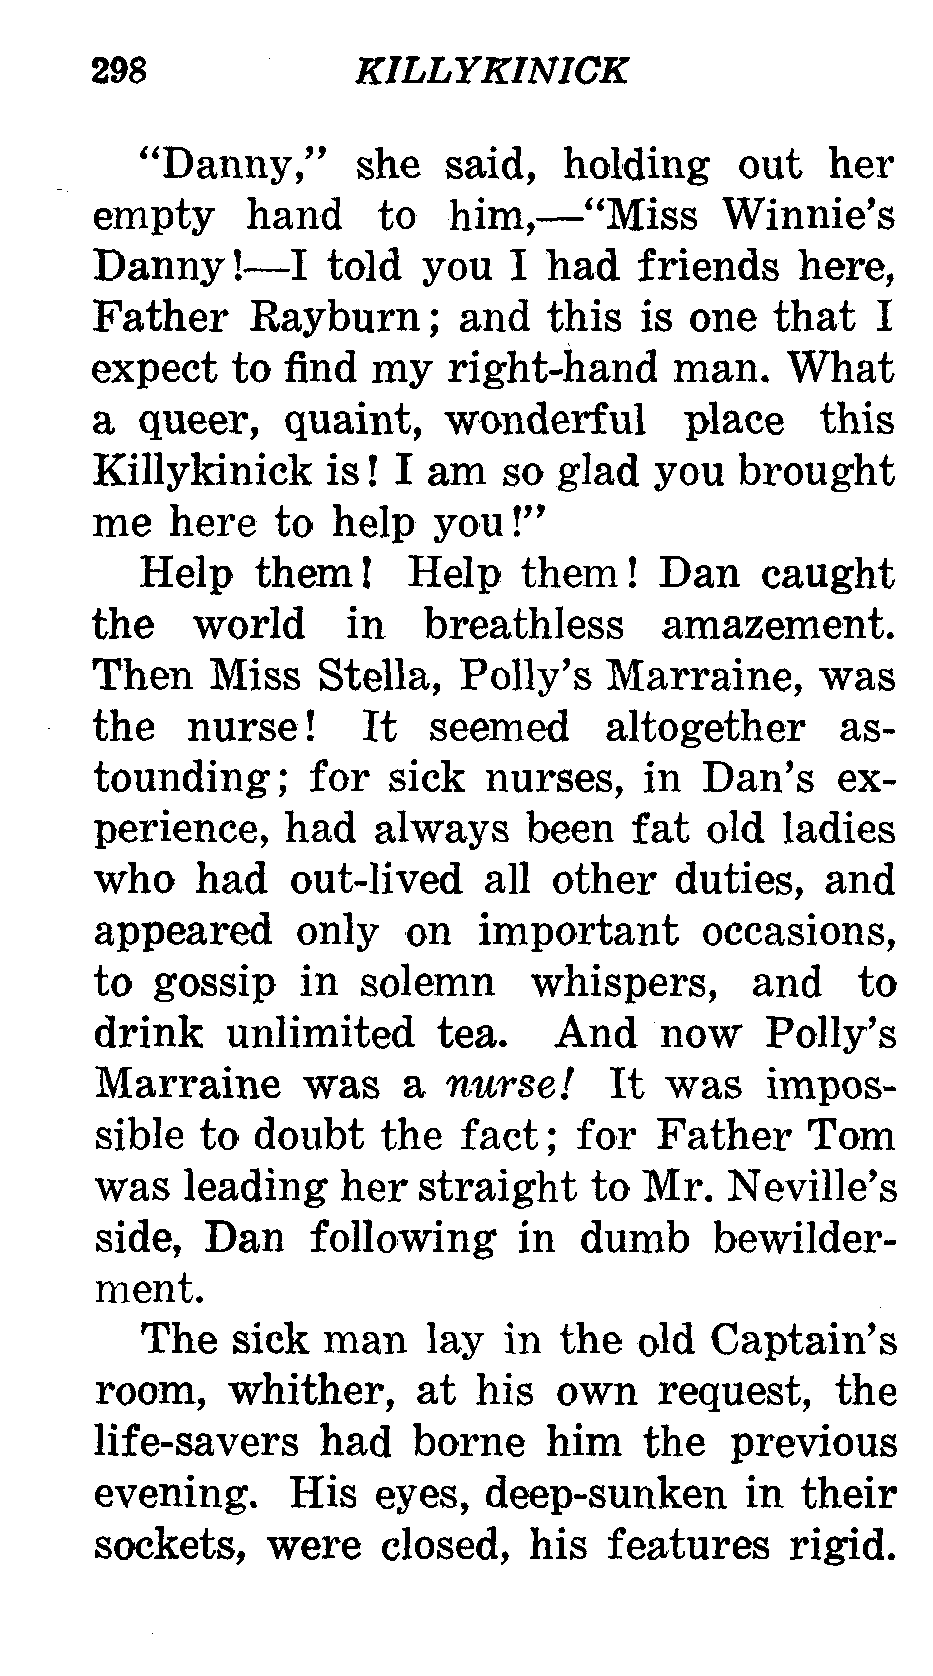 298 KILLYKINICK
"Danny," she said, holding out her
empty hand to him,—"Miss Winnie's
Danny!—I told you I had friends here,
Father Rayburn; and this is one that I
expect to find my right-hand man. What
a queer, quaint, wonderful place this
Killykinick is! I am so glad you brought
me here to help you!"
Help them! Help them! Dan caught
the world in breathless amazement.
Then Miss Stella, Polly's Marraine, was
the nurse! It seemed altogether as-
tounding; for sick nurses, in Dan's ex-
perience, had always been fat old ladies
who had out-lived all other duties, and
appeared only on important occasions,
to gossip in solemn whispers, and to
drink unlimited tea. And now Polly's
Marraine was a nurse! It was impos-
sible to doubt the fact; for Father Tom
was leading her straight to Mr. Neville's
side, Dan following in dumb bewilder-
ment.
The sick man lay in the old Captain's
room, whither, at his own request, the
life-savers had borne him the previous
evening. His eyes, deep-sunken in their
sockets, were closed, his features rigid.